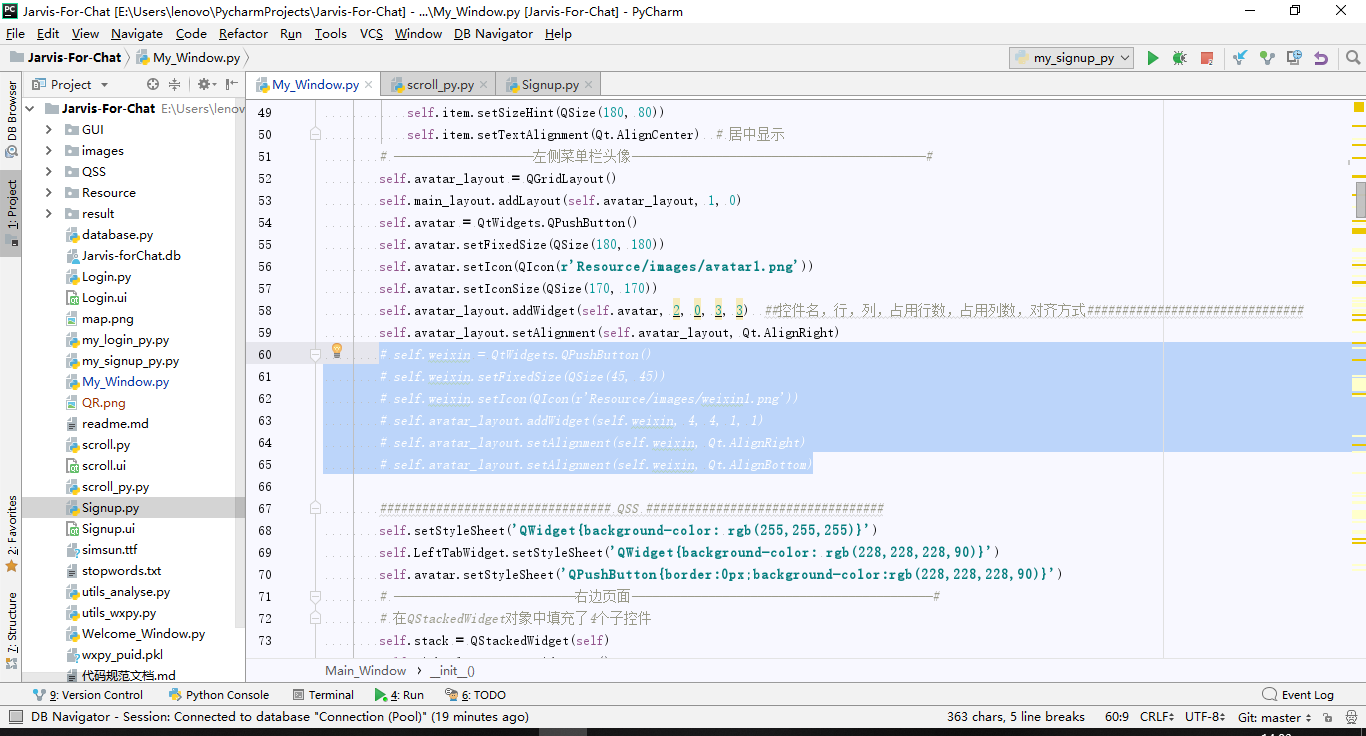 Jarvis-For-Chat [E:\Users\lenovo\PycharmProjects\Jarvis-For-Chat] - ...\My_Window.py [Jarvis-For-Chat] - PyCharm
File Edit View Navigate Code Refactor Run Tools VCS Window DB Navigator Help
Jarvis-For-Chat My_Window.py my_signup_py
Project
My_Window.py scroll_py.py Signup.py
DB Browser
1: Project
2: Favorites
7: Structure
Jarvis-For-Chat E:\Users\lenov
GUI
images
QSS
Resource
result
database.py
Jarvis-forChat.db
Login.py
Login.ui
map.png
my_login_py.py
my_signup_py.py
My_Window.py
QR.png
readme.md
scroll.py
scroll.ui
scroll_py.py
Signup.py
Signup.ui
simsun.ttf
stopwords.txt
utils_analyse.py
utils_wxpy.py
Welcome_Window.py
wxpy_puid.pkl
代码规范文档.md
49 self.item.setSizeHint(QSize(180, 80))
50 self.item.setTextAlignment(Qt.AlignCenter) # 居中显示
51 # ————————————左侧菜单栏头像—————————————————————————#
52 self.avatar_layout = QGridLayout()
53 self.main_layout.addLayout(self.avatar_layout, 1, 0)
54 self.avatar = QtWidgets.QPushButton()
55 self.avatar.setFixedSize(QSize(180, 180))
56 self.avatar.setIcon(QIcon(r'Resource/images/avatar1.png'))
57 self.avatar.setIconSize(QSize(170, 170))
58 self.avatar_layout.addWidget(self.avatar, 2, 0, 3, 3) ##控件名，行，列，占用行数，占用列数，对齐方式###############################
59 self.avatar_layout.setAlignment(self.avatar_layout, Qt.AlignRight)
60 # self.weixin = QtWidgets.QPushButton()
61 # self.weixin.setFixedSize(QSize(45, 45))
62 # self.weixin.setIcon(QIcon(r'Resource/images/weixin1.png'))
63 # self.avatar_layout.addWidget(self.weixin, 4, 4, 1, 1)
64 # self.avatar_layout.setAlignment(self.weixin, Qt.AlignRight)
65 # self.avatar_layout.setAlignment(self.weixin, Qt.AlignBottom)
66
67 ################################# QSS ##################################
68 self.setStyleSheet('QWidget{background-color: rgb(255,255,255)}')
69 self.LeftTabWidget.setStyleSheet('QWidget{background-color: rgb(228,228,228,90)}')
70 self.avatar.setStyleSheet('QPushButton{border:0px;background-color:rgb(228,228,228,90)}')
71 # ————————————————右边页面——————————————————————————#
72 # 在QStackedWidget对象中填充了4个子控件
73 self.stack = QStackedWidget(self)
Main_Window › __init__()
9: Version Control Python Console Terminal 4: Run 6: TODO Event Log
DB Navigator - Session: Connected to database "Connection (Pool)" (19 minutes ago) 363 chars, 5 line breaks 60:9 CRLF UTF-8 Git: master